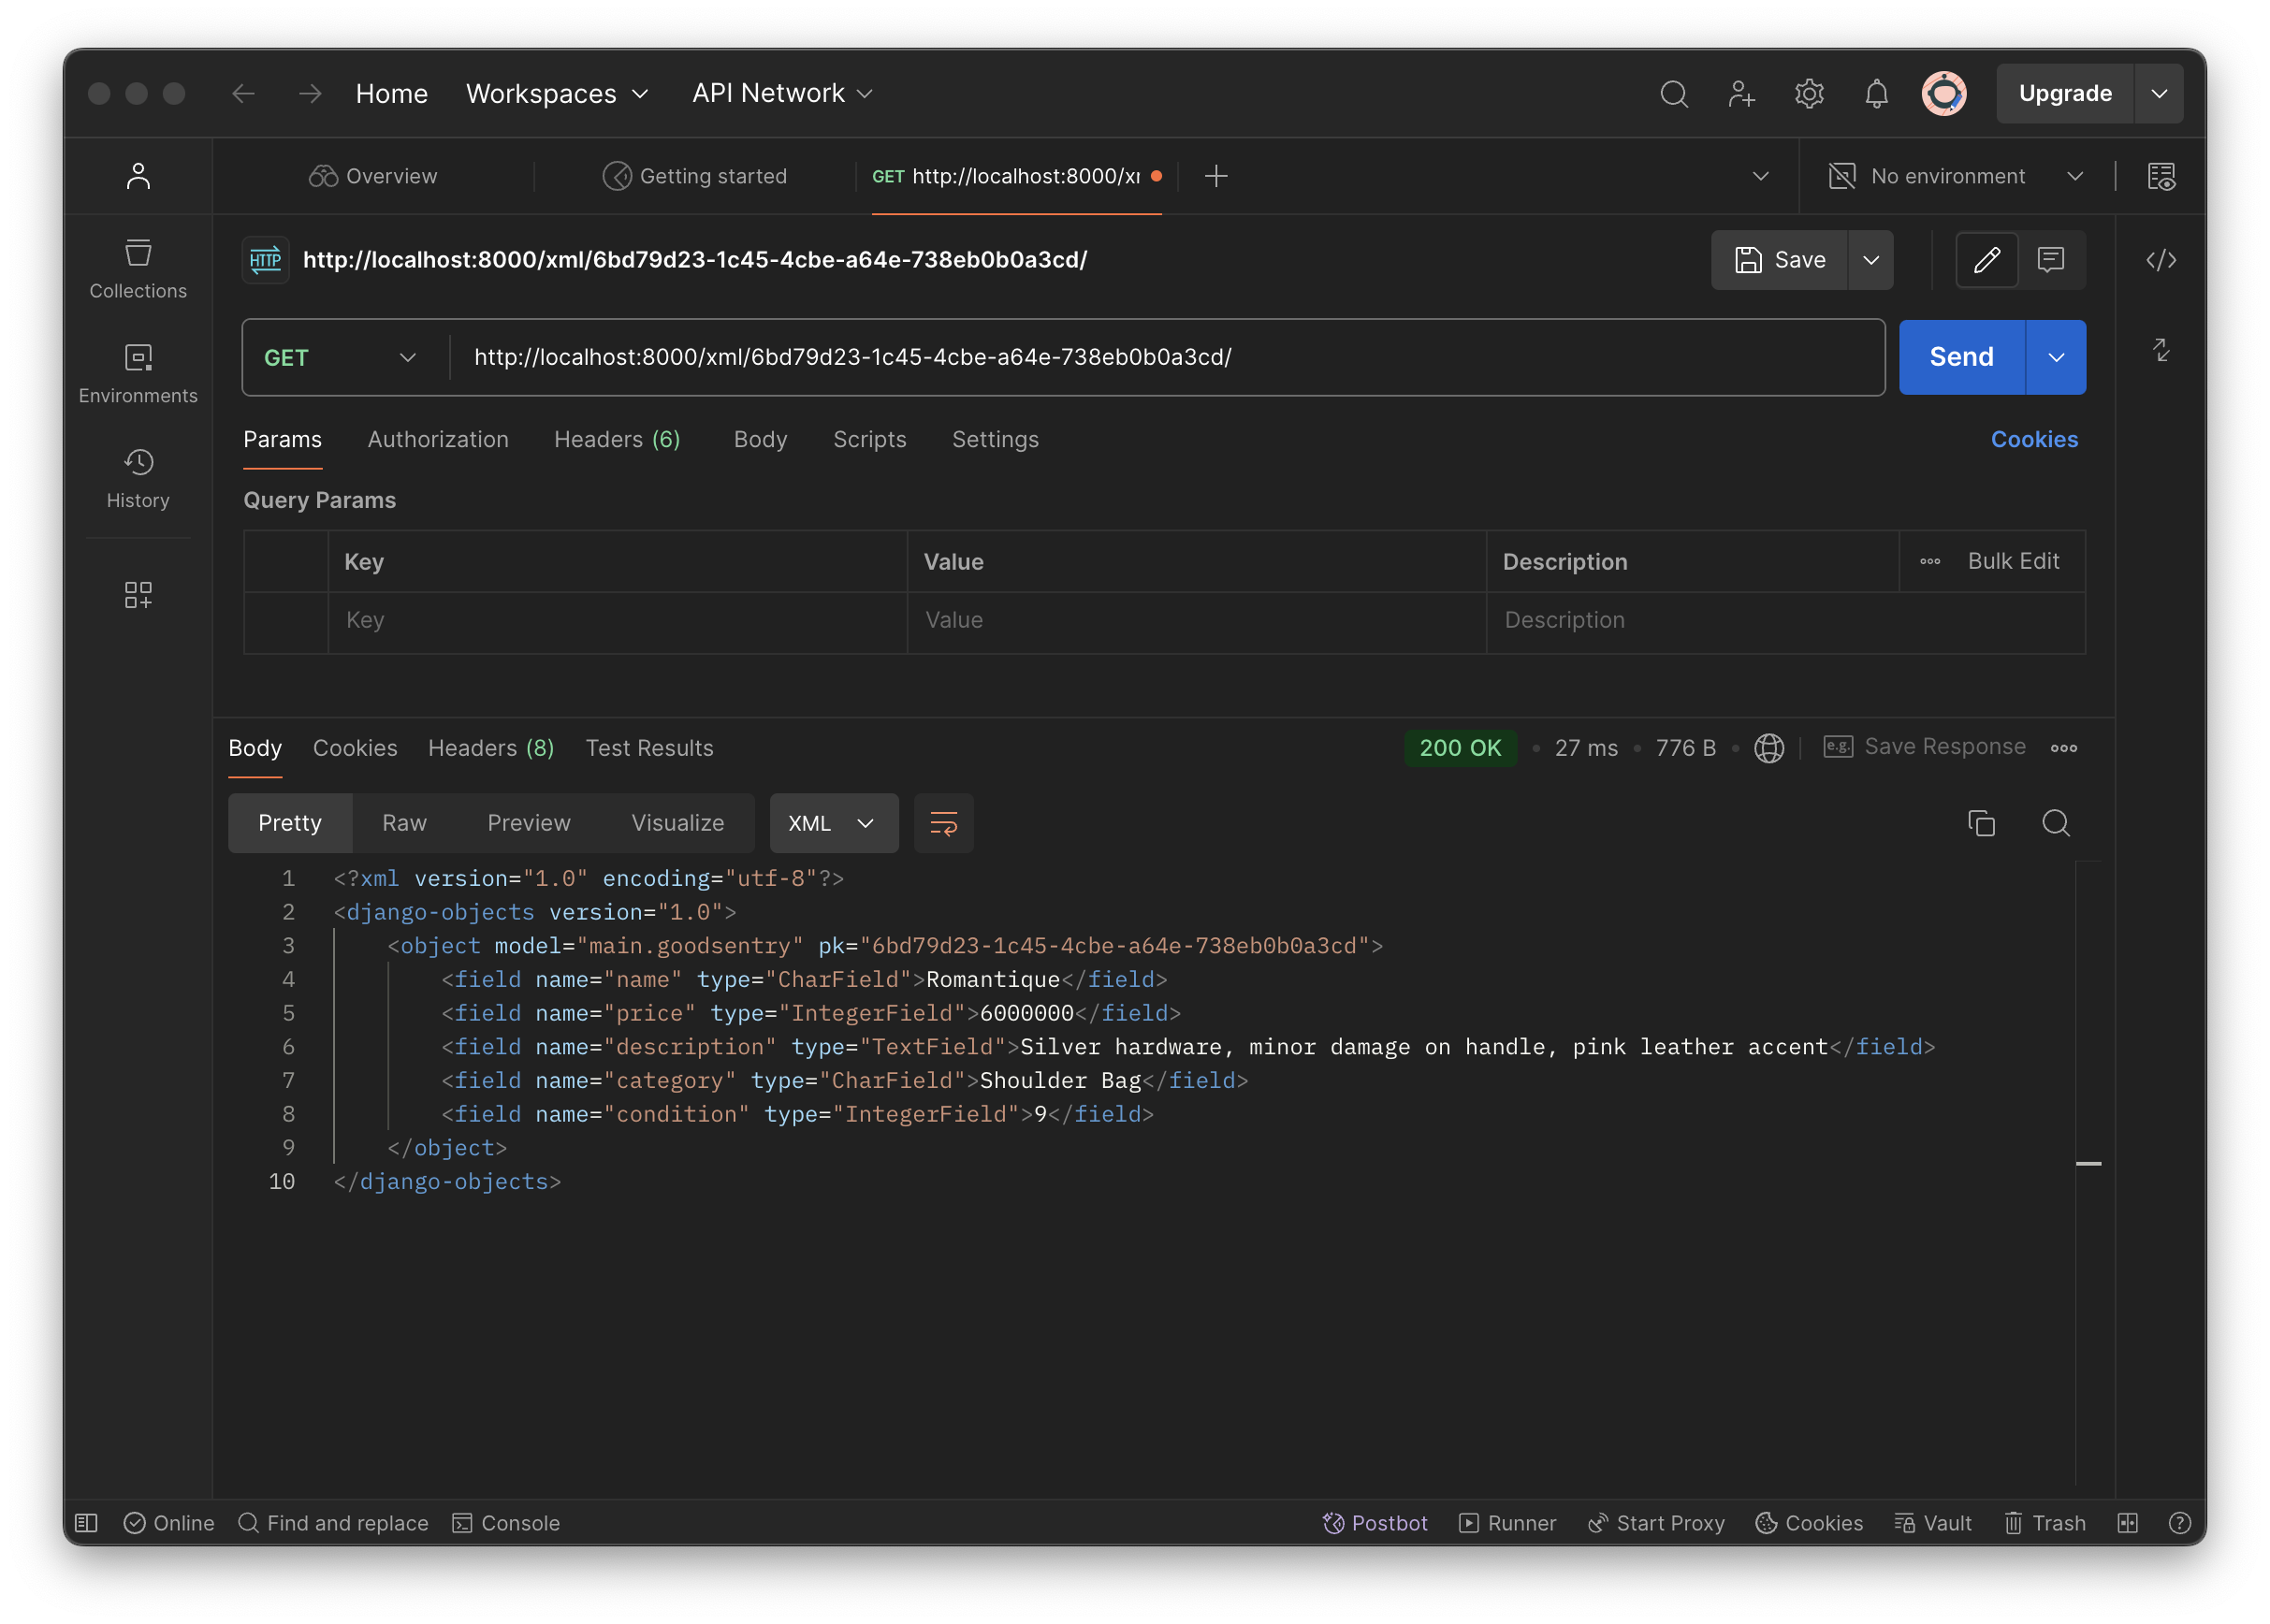 Home Workspaces API Network Upgrade
Overview Getting started GET http://localhost:8000/x No environment
HTTP http://localhost:8000/xml/6bd79d23-1c45-4cbe-a64e-738eb0b0a3cd/ Save
Collections
GET http://localhost:8000/xml/6bd79d23-1c45-4cbe-a64e-738eb0b0a3cd/ Send
Environments
Params Authorization Headers (6) Body Scripts Settings Cookies
History
Query Params
Key Value Description Bulk Edit
Key Value Description
Body Cookies Headers (8) Test Results 200 OK 27 ms 776 B e.g. Save Response
Pretty Raw Preview Visualize XML
1 <?xml version="1.0" encoding="utf-8"?>
2 <django-objects version="1.0">
3 <object model="main.goodsentry" pk="6bd79d23-1c45-4cbe-a64e-738eb0b0a3cd">
4 <field name="name" type="CharField">Romantique</field>
5 <field name="price" type="IntegerField">6000000</field>
6 <field name="description" type="TextField">Silver hardware, minor damage on handle, pink leather accent</field>
7 <field name="category" type="CharField">Shoulder Bag</field>
8 <field name="condition" type="IntegerField">9</field>
9 </object>
10 </django-objects>
Online Find and replace Console Postbot Runner Start Proxy Cookies Vault Trash